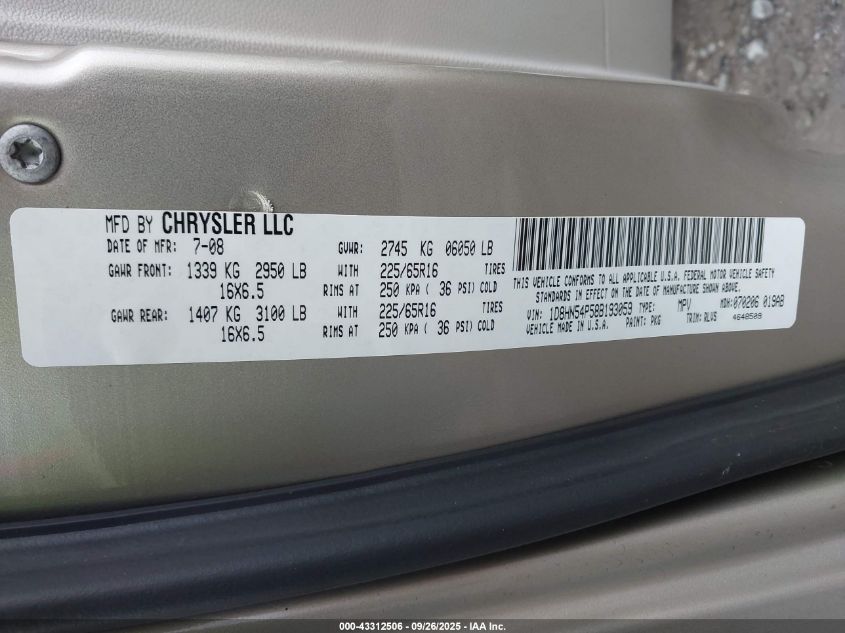 MFD BY CHRYSLER LLC
DATE OF MFR: 7-08 GVWR: 2745 KG 06050 LB
GAWR FRONT: 1339 KG 2950 LB WITH 225/65R16 TIRES
16X6.5 RIMS AT 250 KPA ( 36 PSI) COLD
GAWR REAR: 1407 KG 3100 LB WITH 225/65R16 TIRES
16X6.5 RIMS AT 250 KPA ( 36 PSI) COLD
THIS VEHICLE CONFORMS TO ALL APPLICABLE U.S.A. FEDERAL MOTOR VEHICLE SAFETY
STANDARDS IN EFFECT ON THE DATE OF MANUFACTURE SHOWN ABOVE.
VIN: 1D8HN54P58B193059 TYPE: MPV MDH: 070206 019AB
PAINT: PKG TRIM: RLVS 4648509
000-43312506 - 09/26/2025 - IAA Inc.